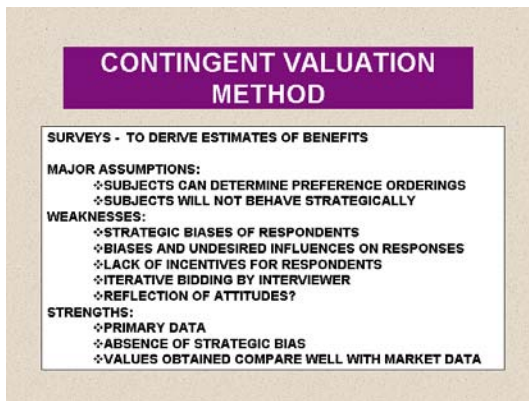 CONTINGENT VALUATION
METHOD
SURVEYS - TO DERIVE ESTIMATES OF BENEFITS
MAJOR ASSUMPTIONS:
❖SUBJECTS CAN DETERMINE PREFERENCE ORDERINGS
❖SUBJECTS WILL NOT BEHAVE STRATEGICALLY
WEAKNESSES:
❖STRATEGIC BIASES OF RESPONDENTS
❖BIASES AND UNDESIRED INFLUENCES ON RESPONSES
❖LACK OF INCENTIVES FOR RESPONDENTS
❖ITERATIVE BIDDING BY INTERVIEWER
❖REFLECTION OF ATTITUDES?
STRENGTHS:
❖PRIMARY DATA
❖ABSENCE OF STRATEGIC BIAS
❖VALUES OBTAINED COMPARE WELL WITH MARKET DATA